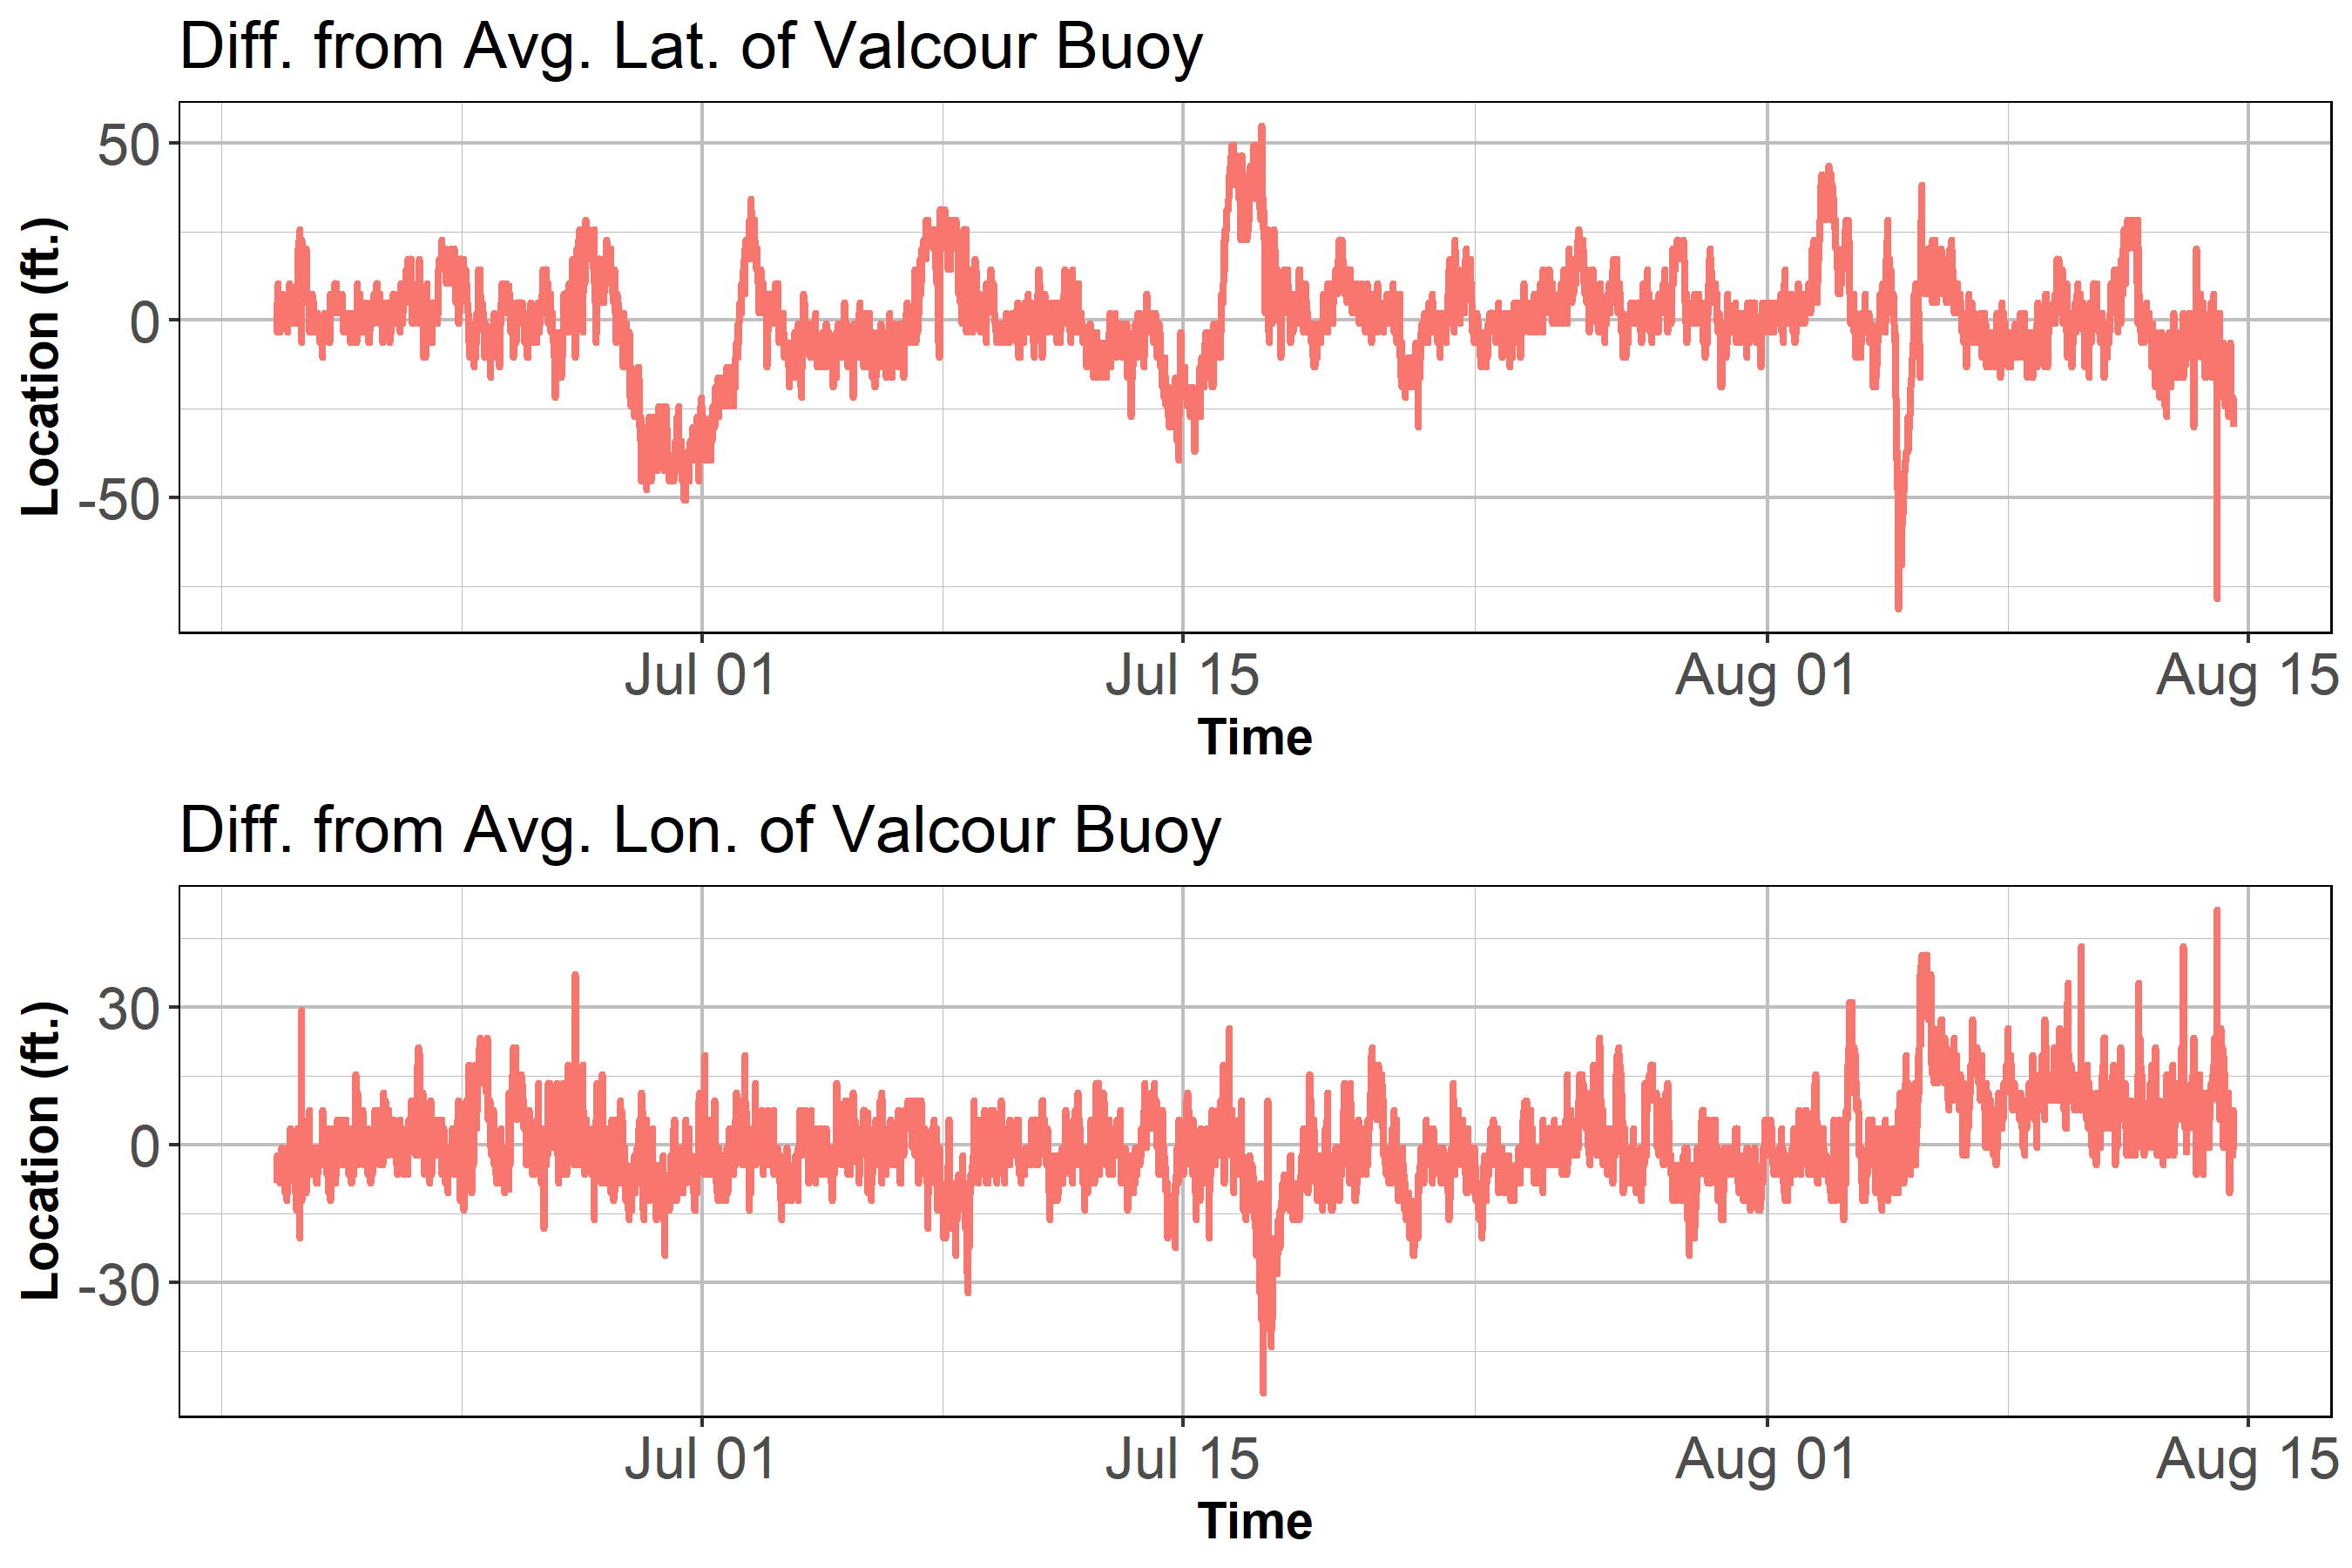 Diff. from Avg. Lat. of Valcour Buoy
Location (ft.)
50
0
-50
Jul 01 Jul 15 Aug 01 Aug 15
Time
Diff. from Avg. Lon. of Valcour Buoy
Location (ft.)
30
0
-30
Jul 01 Jul 15 Aug 01 Aug 15
Time